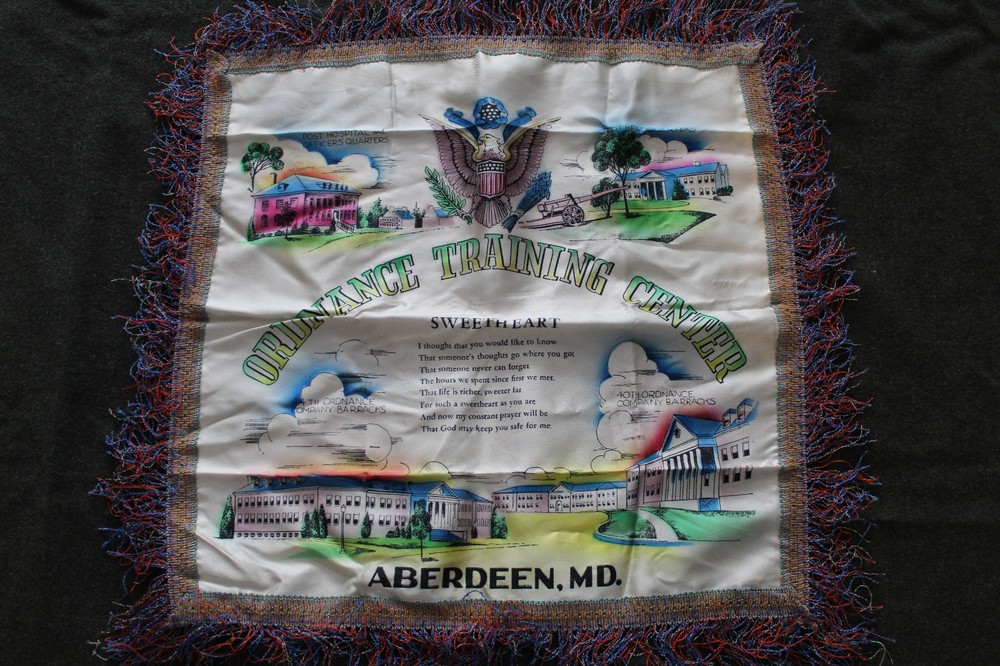 POST HOSPITAL
OFFICERS QUARTERS
ORDNANCE TRAINING CENTER
SWEETHEART
I thought that you would like to know
That someone's thoughts go where you go;
That someone never can forget
The hours we spent since first we met,
That life is richer, sweeter far
For such a sweetheart as you are
And now my constant prayer will be
That God may keep you safe for me.
TH ORDNANCE
COMPANY BARRACKS
40TH ORDNANCE
COMPANY BARRACKS
ABERDEEN, MD.